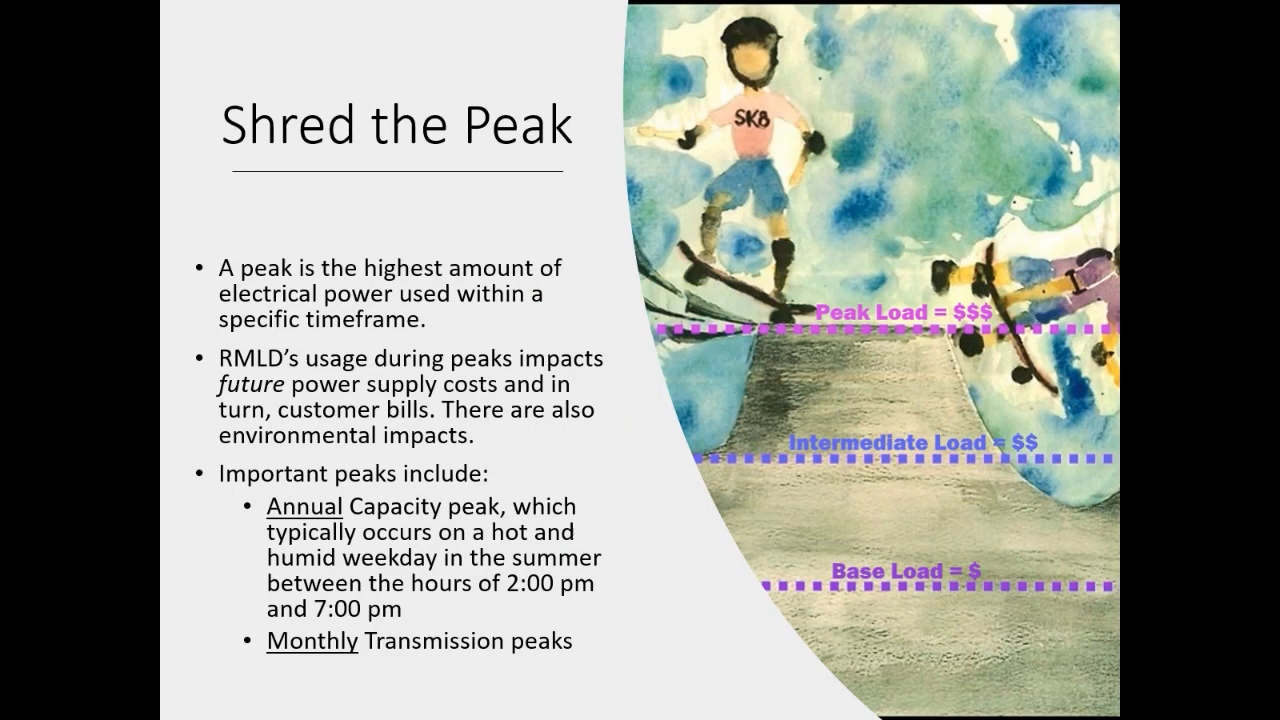 Shred the Peak
• A peak is the highest amount of
electrical power used within a
specific timeframe.
• RMLD’s usage during peaks impacts
future power supply costs and in
turn, customer bills. There are also
environmental impacts.
• Important peaks include:
• Annual Capacity peak, which
typically occurs on a hot and
humid weekday in the summer
between the hours of 2:00 pm
and 7:00 pm
• Monthly Transmission peaks
SK8
Peak Load = $$$
Intermediate Load = $$
Base Load = $